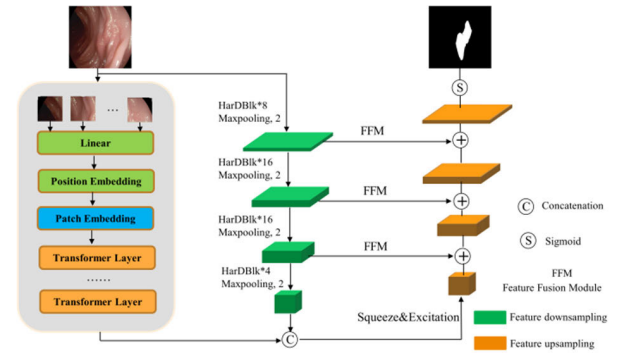 ...
Linear
Position Embedding
Patch Embedding
Transformer Layer
......
Transformer Layer
HarDBlk*8
Maxpooling, 2
HarDBlk*16
Maxpooling, 2
HarDBlk*16
Maxpooling, 2
HarDBlk*4
Maxpooling, 2
FFM
FFM
FFM
C
Squeeze&Excitation
S
+
+
+
C Concatenation
S Sigmoid
FFM
Feature Fusion Module
Feature downsampling
Feature upsampling